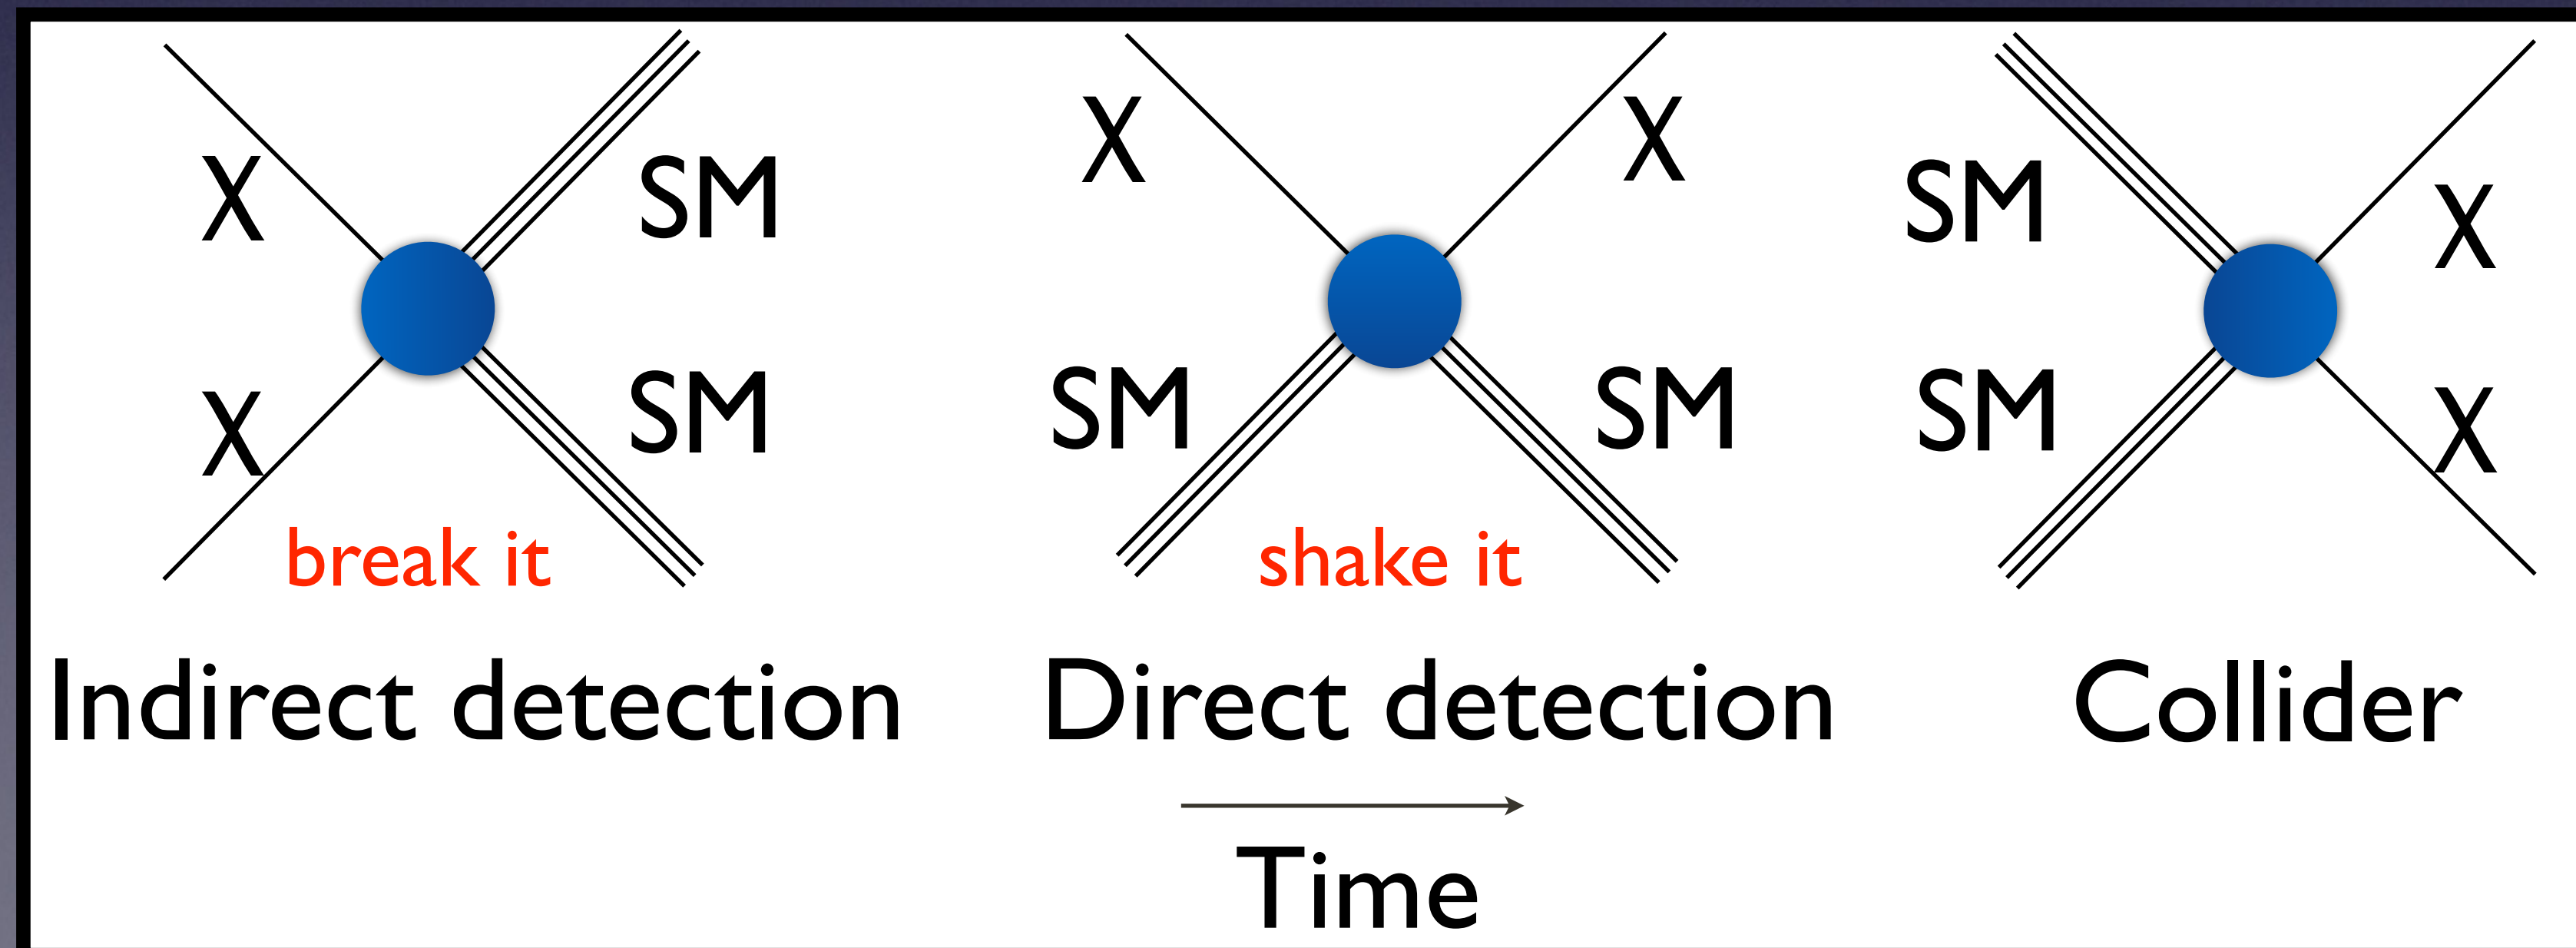 X
SM
X
SM
break it
Indirect detection
X
X
SM
SM
shake it
Direct detection
SM
X
SM
X
Collider
Time